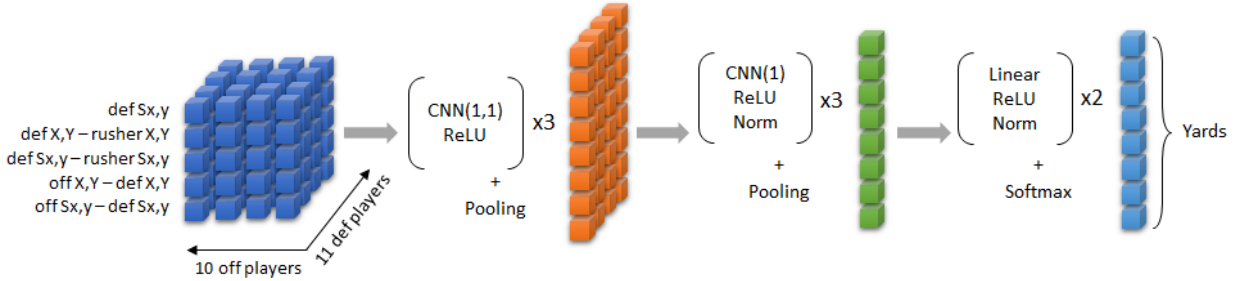 def Sx,y
def X,Y – rusher X,Y
def Sx,y – rusher Sx,y
off X,Y – def X,Y
off Sx,y – def Sx,y
10 off players
11 def players
CNN(1,1)
ReLU
x3
+
Pooling
CNN(1)
ReLU
Norm
x3
+
Pooling
Linear
ReLU
Norm
x2
+
Softmax
Yards